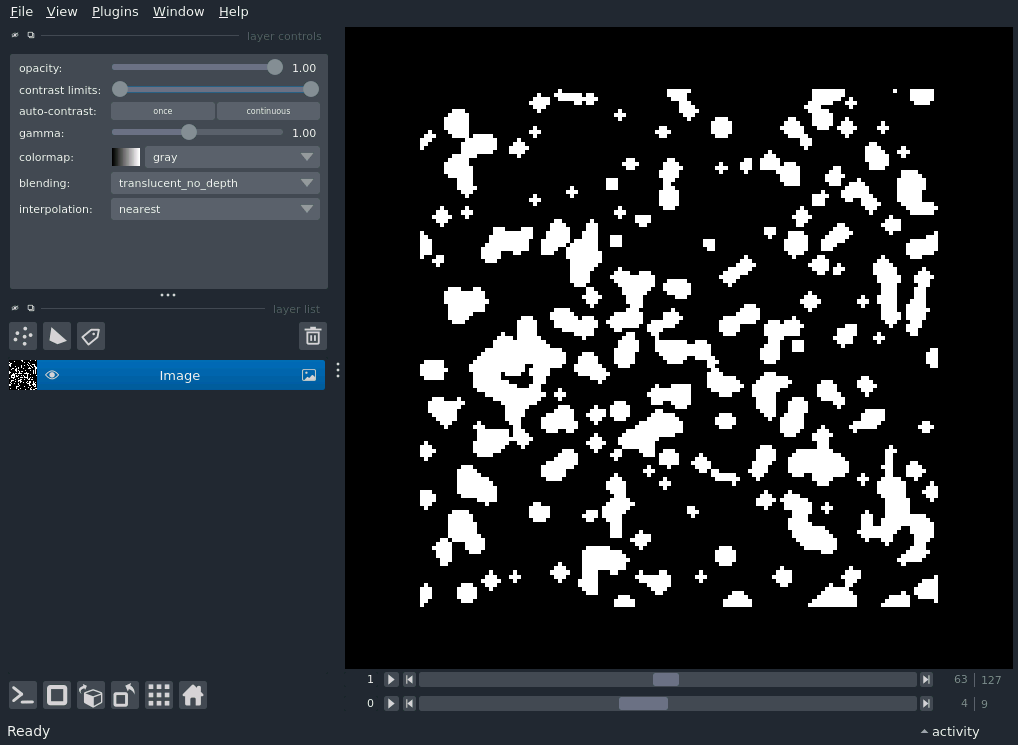 File View Plugins Window Help
layer controls
opacity: 1.00
contrast limits:
auto-contrast: once continuous
gamma: 1.00
colormap: gray
blending: translucent_no_depth
interpolation: nearest
layer list
Image
1 63 127
0 4 9
Ready activity